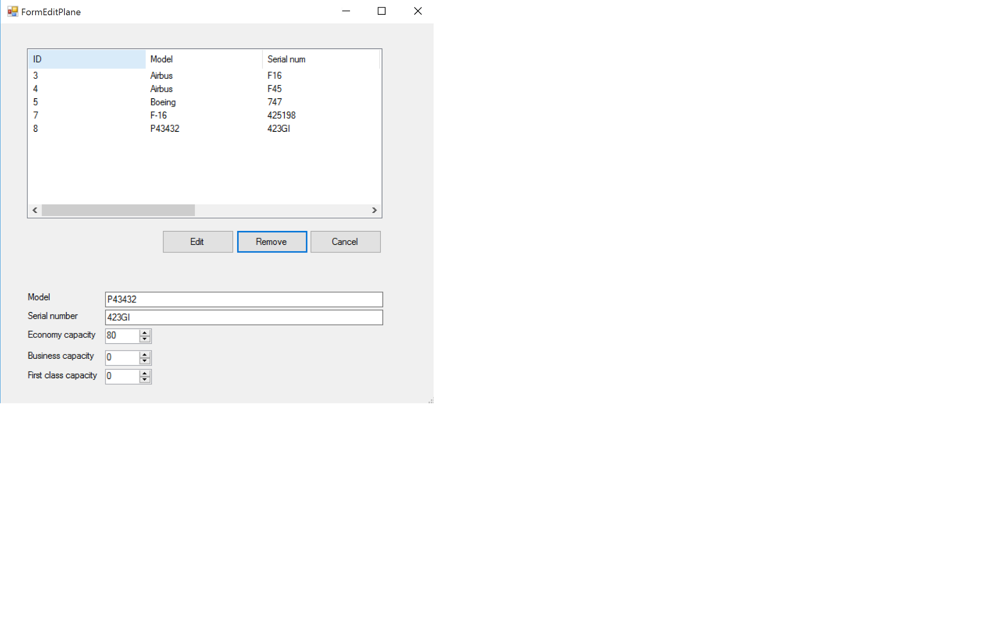 FormEditPlane
ID Model Serial num
3 Airbus F16
4 Airbus F45
5 Boeing 747
7 F-16 425198
8 P43432 423GI
Edit Remove Cancel
Model P43432
Serial number 423GI
Economy capacity 80
Business capacity 0
First class capacity 0